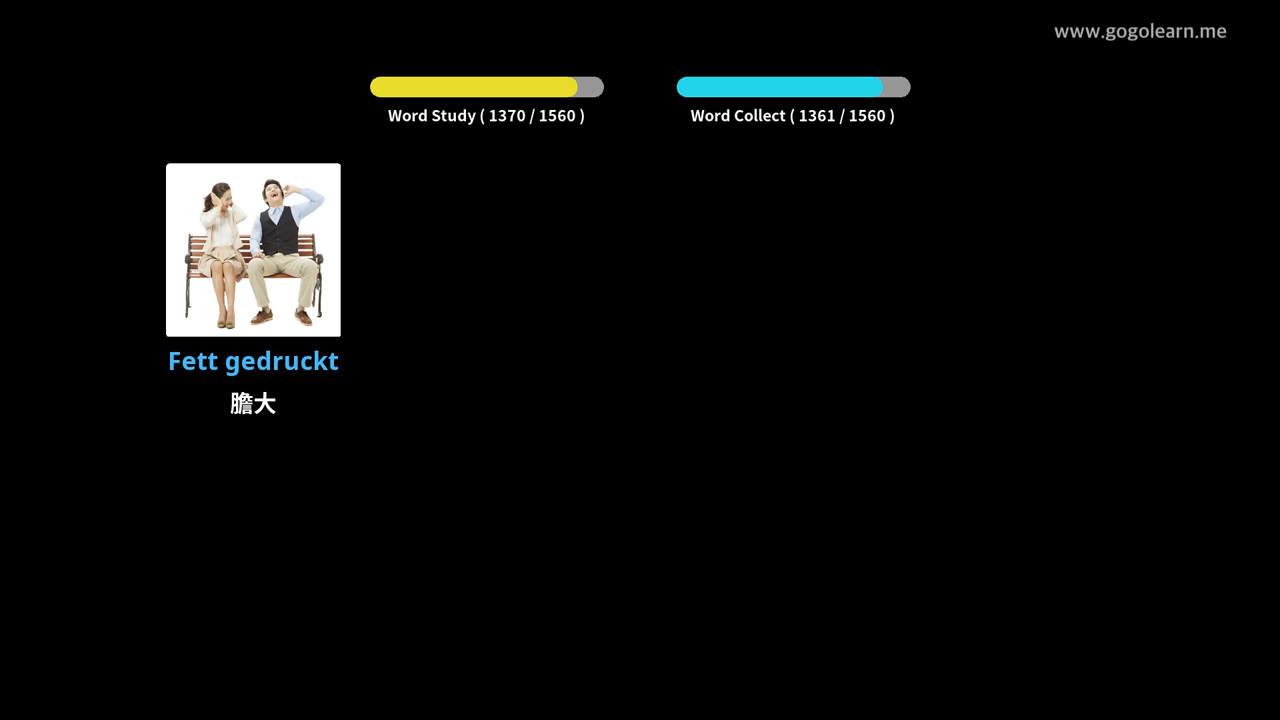 www.gogolearn.me
Word Study ( 1370 / 1560 )
Word Collect ( 1361 / 1560 )
Fett gedruckt
膽大